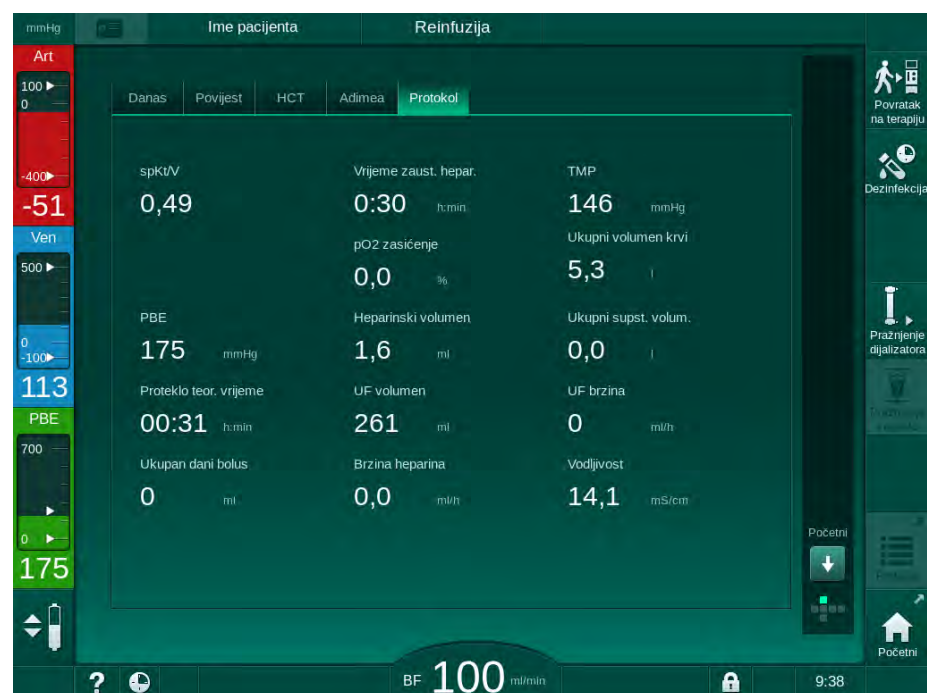 mmHg
Ime pacijenta
Reinfuzija
Art
100
0
-400
-51
Ven
500
0
-100
113
PBE
700
0
175
Danas Povijest HCT Adimea Protokol
spKt/V Vrijeme zaust. hepar. TMP
0,49 0:30 h:min 146 mmHg
pO2 zasićenje Ukupni volumen krvi
0,0 % 5,3 l
PBE Heparinski volumen Ukupni supst. volum.
175 mmHg 1,6 ml 0,0 l
Proteklo teor. vrijeme UF volumen UF brzina
00:31 h:min 261 ml 0 ml/h
Ukupan dani bolus Brzina heparina Vodljivost
0 ml 0,0 ml/h 14,1 mS/cm
Početni
Povratak
na terapiju
Dezinfekcija
Pražnjenje
dijalizatora
Početni
? BF 100 ml/min 9:38